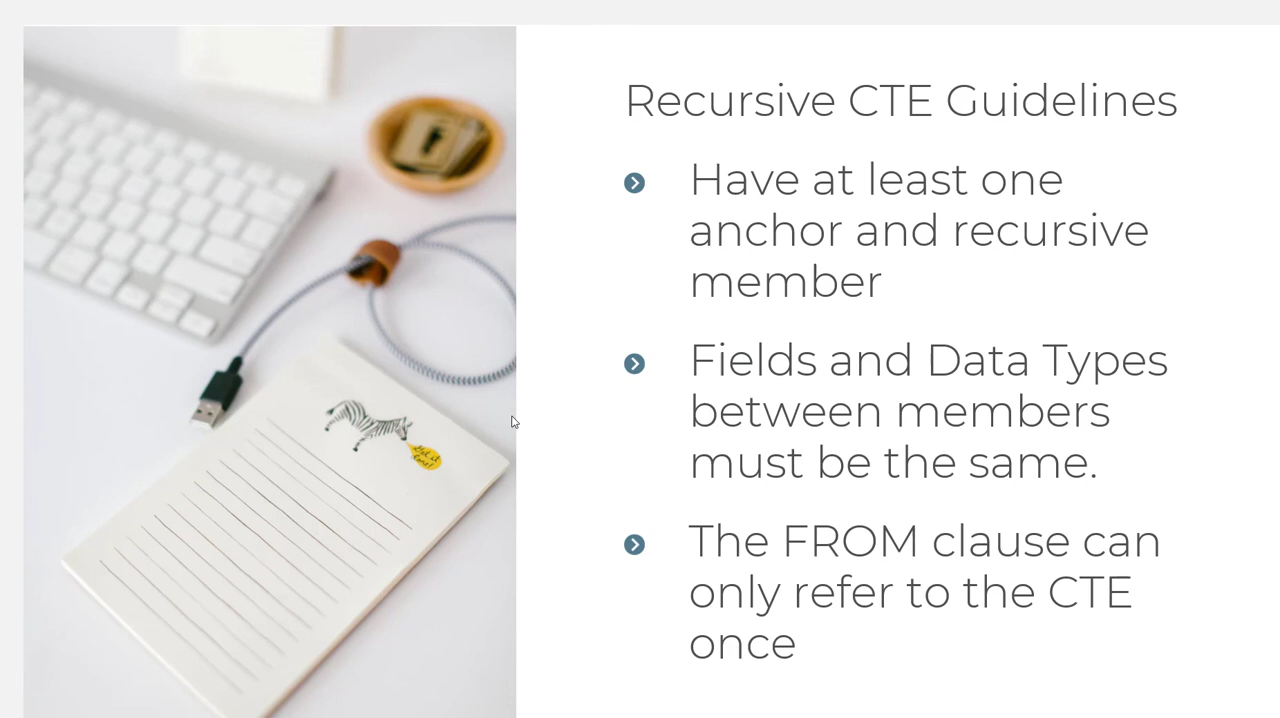 Recursive CTE Guidelines
Have at least one
anchor and recursive
member
Fields and Data Types
between members
must be the same.
The FROM clause can
only refer to the CTE
once